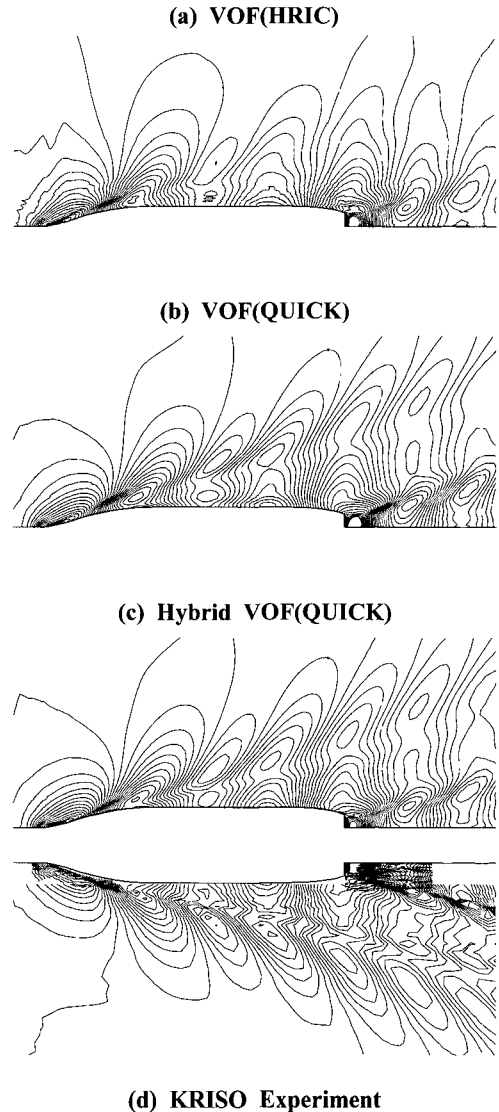 (a) VOF(HRIC)
(b) VOF(QUICK)
(c) Hybrid VOF(QUICK)
(d) KRISO Experiment